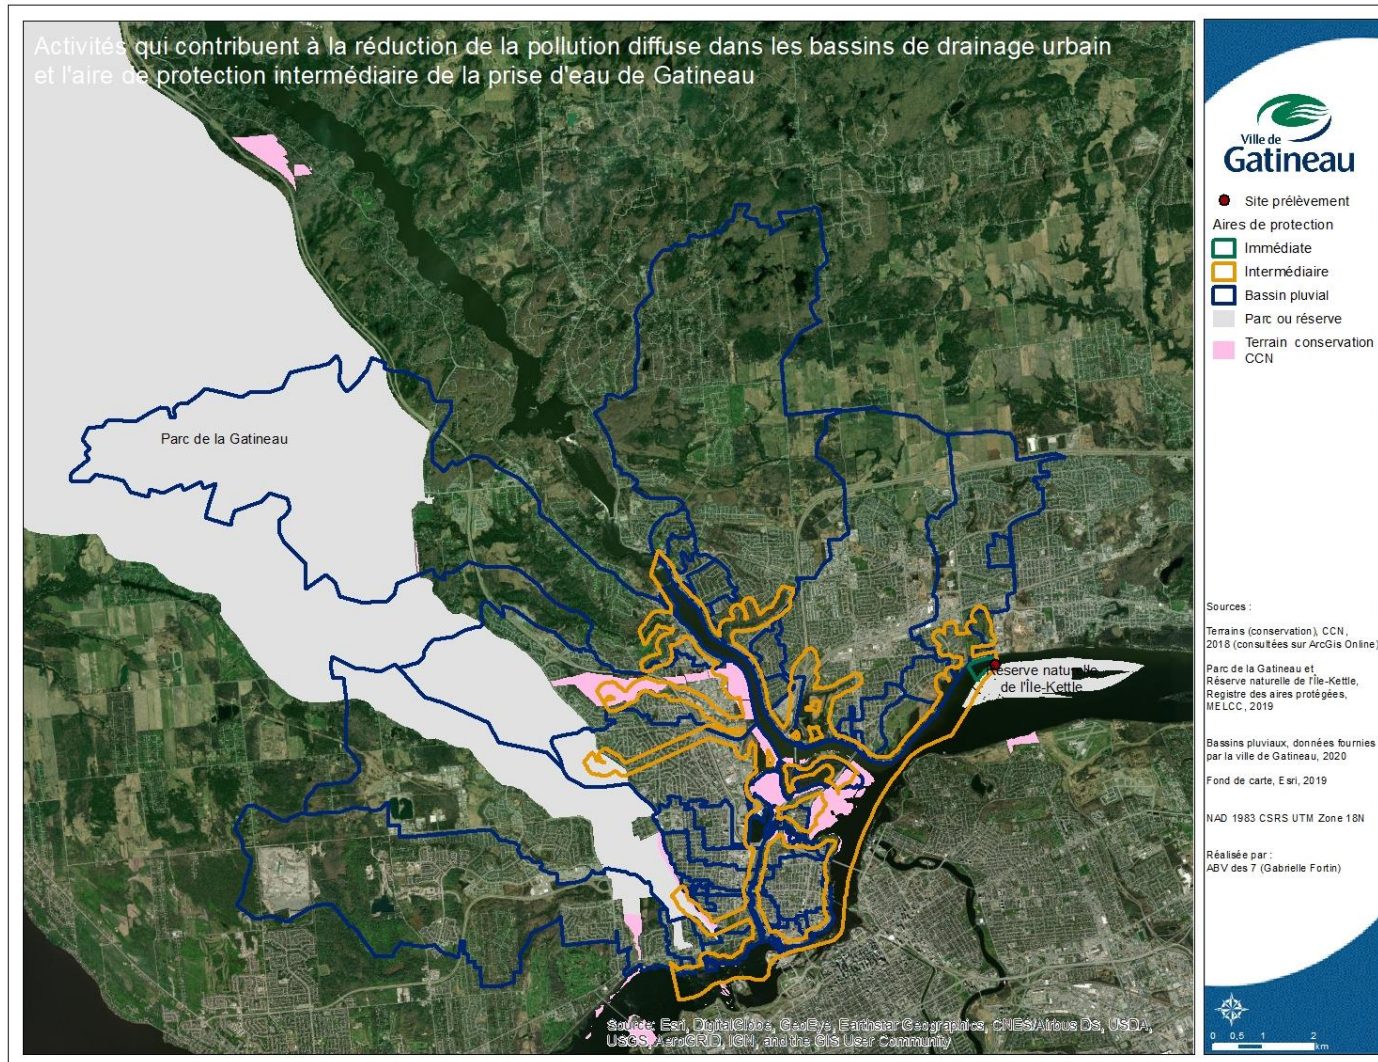 Activités qui contribuent à la réduction de la pollution diffuse dans les bassins de drainage urbain
et l'aire de protection intermédiaire de la prise d'eau de Gatineau
Ville de
Gatineau
Site prélèvement
Aires de protection
Immédiate
Intermédiaire
Bassin pluvial
Parc ou réserve
Terrain conservation
CCN
Parc de la Gatineau
Réserve naturelle
de l'Île-Kettle
Sources :
Terrains (conservation), CCN,
2018 (consultées sur ArcGis Online)
Parc de la Gatineau et
Réserve naturelle de l'Île-Kettle,
Registre des aires protégées,
MELCC, 2019
Bassins pluviaux, données fournies
par la ville de Gatineau, 2020
Fond de carte, Esri, 2019
NAD 1983 CSRS UTM Zone 18N
Réalisée par :
ABV des 7 (Gabrielle Fortin)
0 0,5 1 2
km
Source: Esri, DigitalGlobe, GeoEye, Earthstar Geographics, CNES/Airbus DS, USDA,
USGS, AeroGRID, IGN, and the GIS User Community